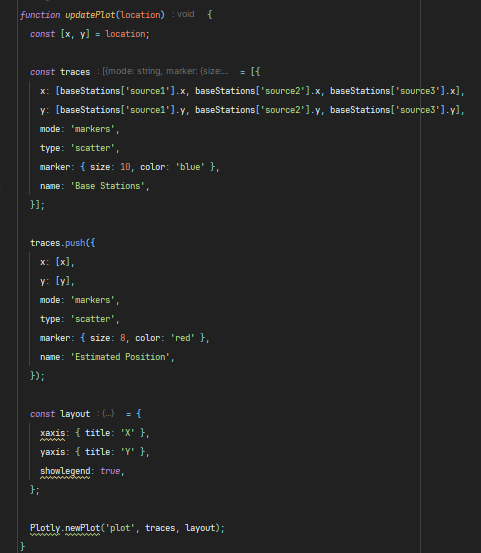 function updatePlot(location) : void {
  const [x, y] = location;

  const traces : [{mode: string, marker: {size:… = [{
    x: [baseStations['source1'].x, baseStations['source2'].x, baseStations['source3'].x],
    y: [baseStations['source1'].y, baseStations['source2'].y, baseStations['source3'].y],
    mode: 'markers',
    type: 'scatter',
    marker: { size: 10, color: 'blue' },
    name: 'Base Stations',
  }];

  traces.push({
    x: [x],
    y: [y],
    mode: 'markers',
    type: 'scatter',
    marker: { size: 8, color: 'red' },
    name: 'Estimated Position',
  });

  const layout : {…} = {
    xaxis: { title: 'X' },
    yaxis: { title: 'Y' },
    showlegend: true,
  };

  Plotly.newPlot('plot', traces, layout);
}